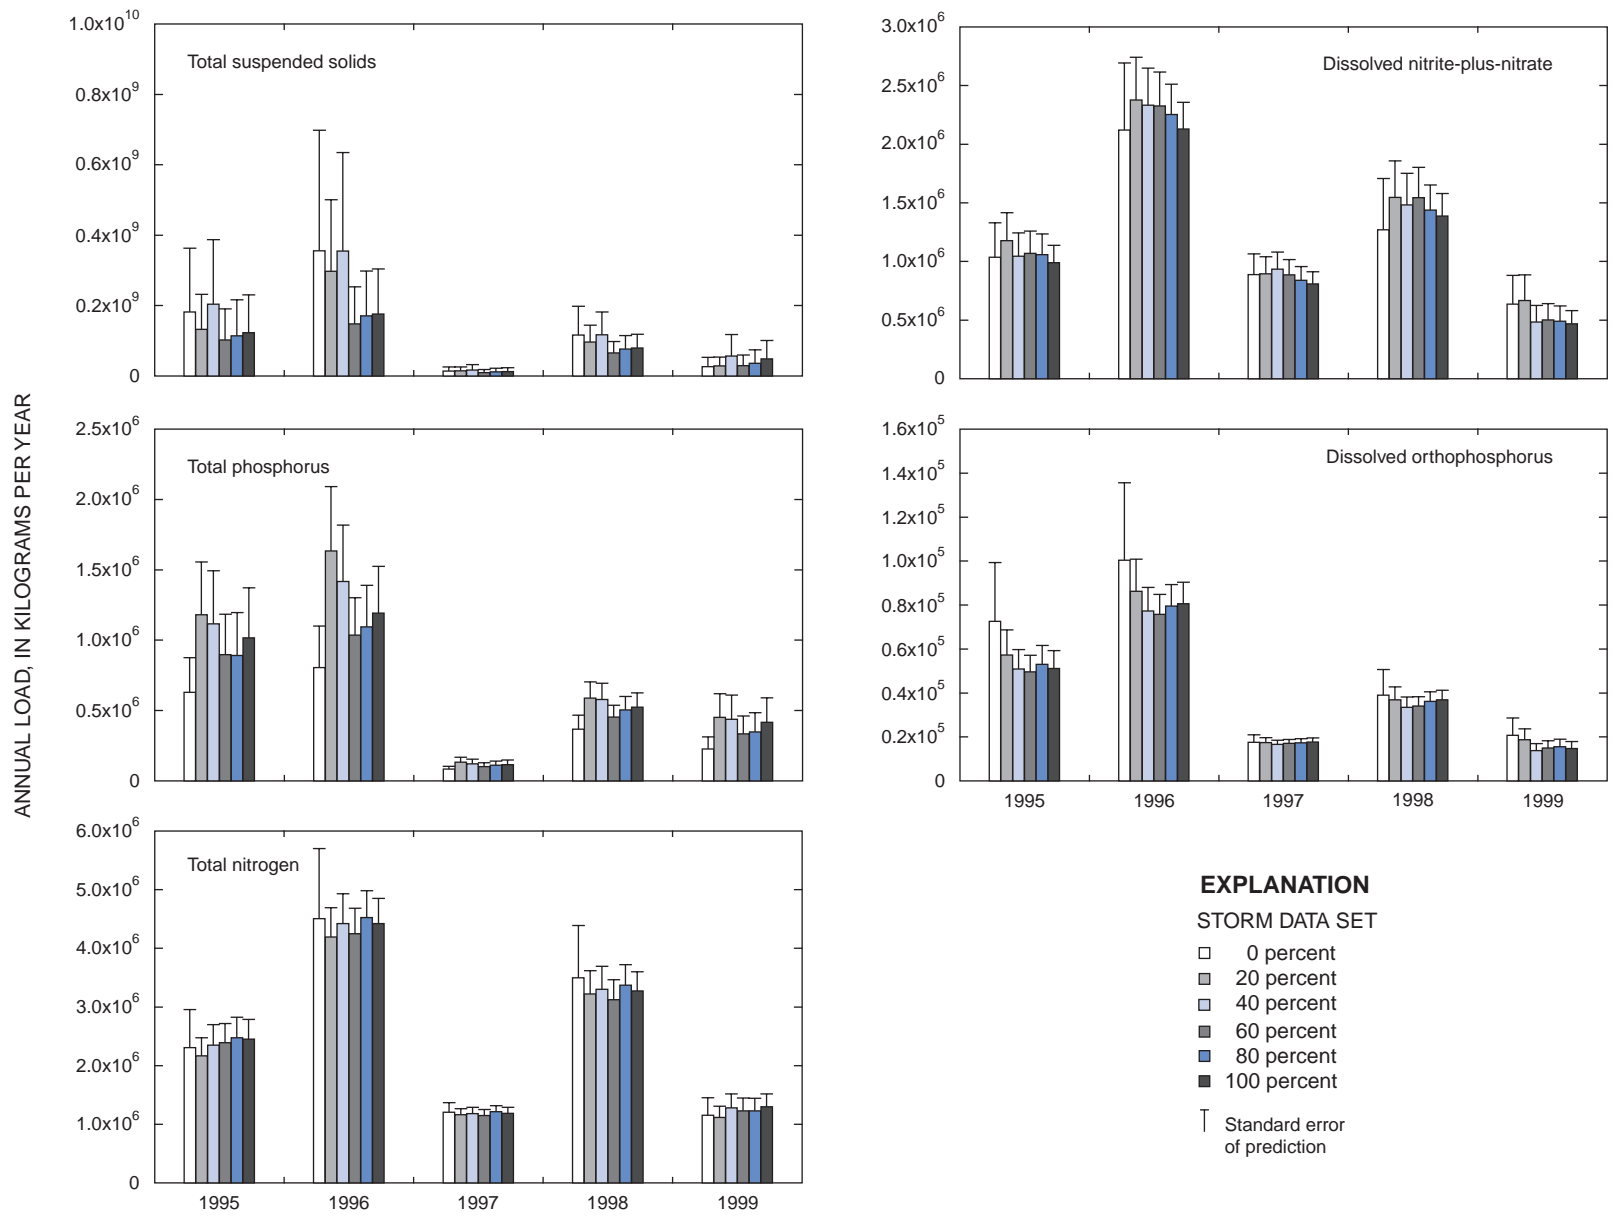 ANNUAL LOAD, IN KILOGRAMS PER YEAR
1.0x10^10
0.8x10^9
0.6x10^9
0.4x10^9
0.2x10^9
0
Total suspended solids
2.5x10^6
2.0x10^6
1.5x10^6
1.0x10^6
0.5x10^6
0
Total phosphorus
6.0x10^6
5.0x10^6
4.0x10^6
3.0x10^6
2.0x10^6
1.0x10^6
0
Total nitrogen
1995 1996 1997 1998 1999
3.0x10^6
2.5x10^6
2.0x10^6
1.5x10^6
1.0x10^6
0.5x10^6
0
Dissolved nitrite-plus-nitrate
1.6x10^5
1.4x10^5
1.2x10^5
1.0x10^5
0.8x10^5
0.6x10^5
0.4x10^5
0.2x10^5
0
Dissolved orthophosphorus
1995 1996 1997 1998 1999
EXPLANATION
STORM DATA SET
0 percent
20 percent
40 percent
60 percent
80 percent
100 percent
Standard error
of prediction